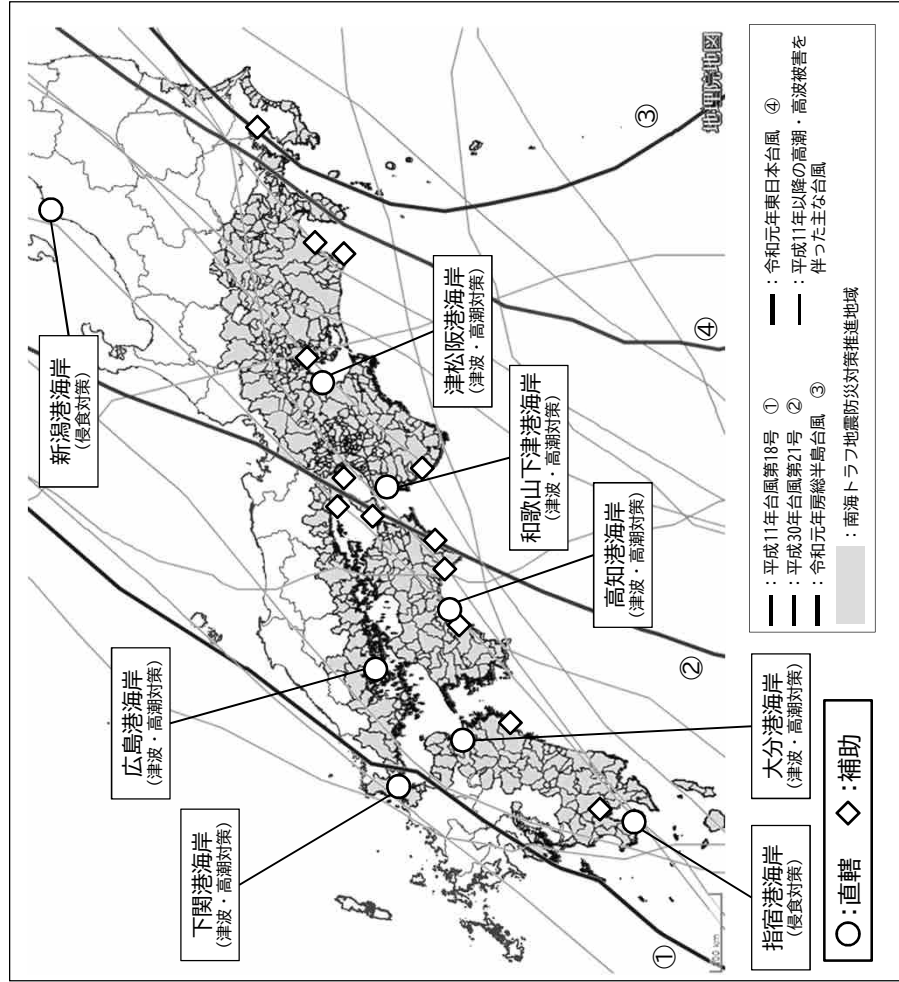 新潟港海岸
(侵食対策)
広島港海岸
(津波・高潮対策)
下関港海岸
(津波・高潮対策)
津松阪港海岸
(津波・高潮対策)
和歌山下津港海岸
(津波・高潮対策)
高知港海岸
(津波・高潮対策)
大分港海岸
(津波・高潮対策)
指宿港海岸
(侵食対策)
①
②
③
④
地理院地図
:平成11年台風第18号 ①
:平成30年台風第21号 ②
:令和元年房総半島台風 ③
:令和元年東日本台風 ④
:平成11年以降の高潮・高波被害を
伴った主な台風
:南海トラフ地震防災対策推進地域
:直轄 :補助